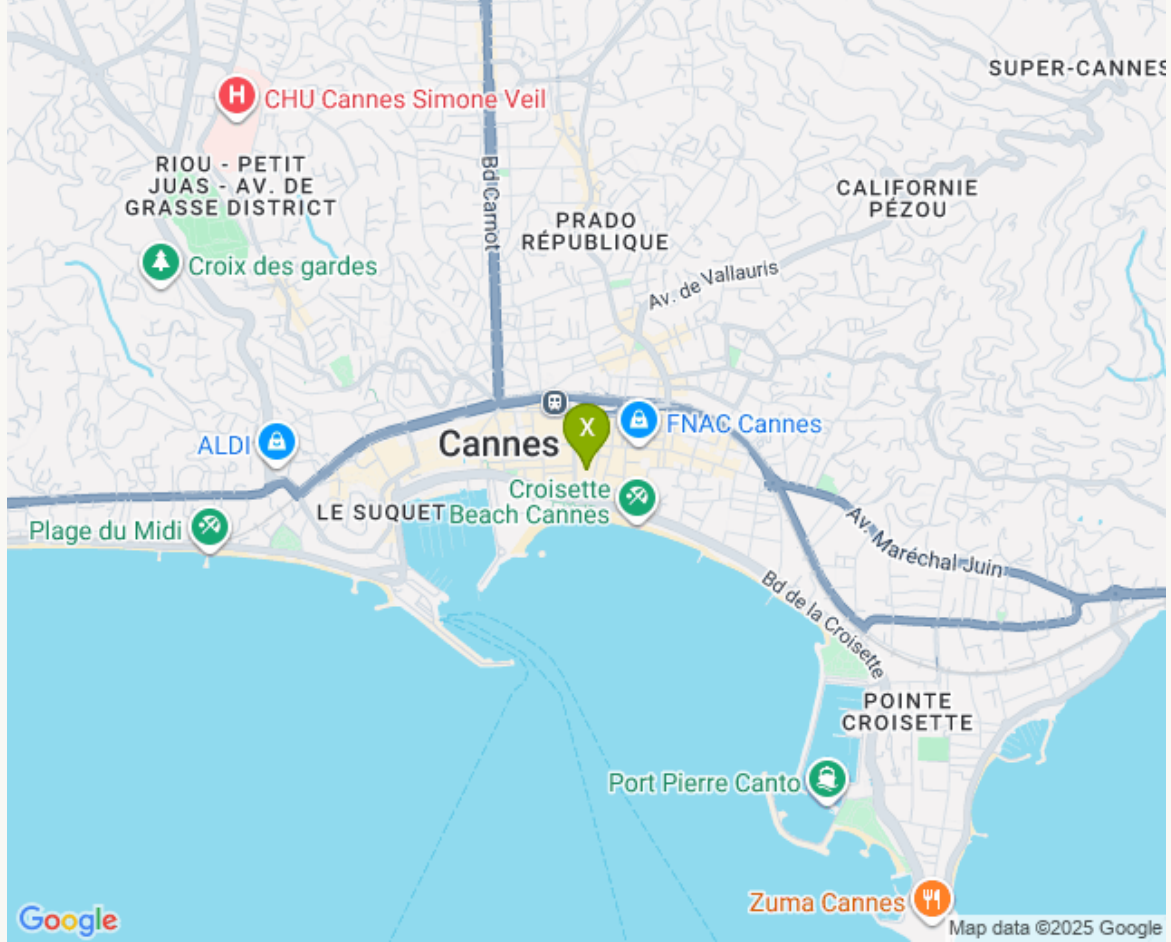 SUPER-CANNES
H
CHU Cannes Simone Veil
RIOU - PETIT
JUAS - AV. DE
GRASSE DISTRICT
Bd Carnot
CALIFORNIE
PÉZOU
PRADO
RÉPUBLIQUE
Croix des gardes
Av. de Vallauris
X
FNAC Cannes
ALDI
Cannes
Croisette
Beach Cannes
LE SUQUET
Plage du Midi
Av. Maréchal Juin
Bd de la Croisette
POINTE
CROISETTE
Port Pierre Canto
Zuma Cannes
Google
Map data ©2025 Google